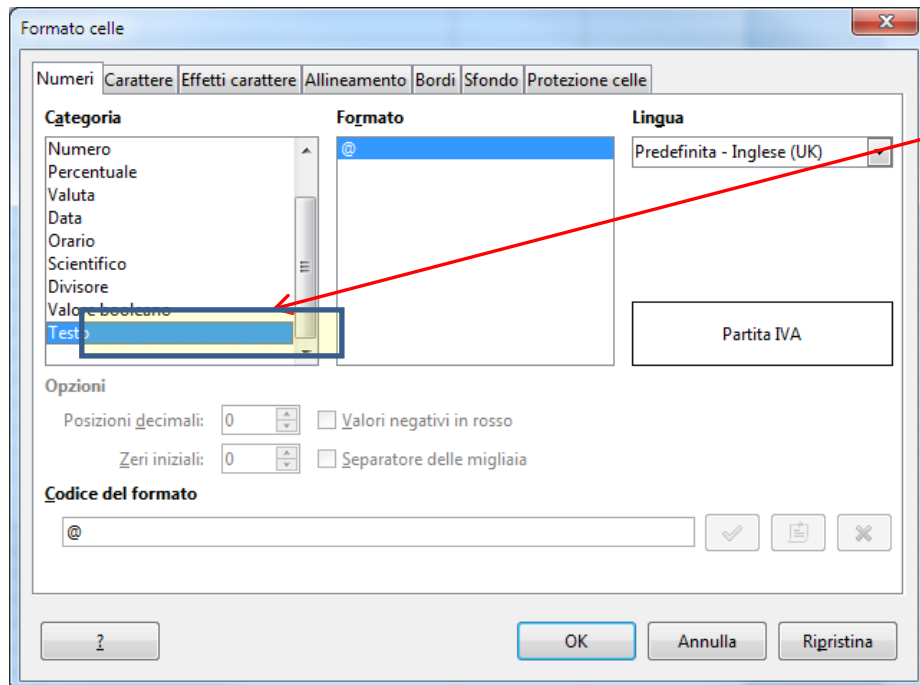 Formato celle
Numeri Carattere Effetti carattere Allineamento Bordi Sfondo Protezione celle
Categoria Formato Lingua
Numero @ Predefinita - Inglese (UK)
Percentuale
Valuta
Data
Orario
Scientifico
Divisore
Valore booleano
Testo
Partita IVA
Opzioni
Posizioni decimali: 0 Valori negativi in rosso
Zeri iniziali: 0 Separatore delle migliaia
Codice del formato
@
? OK Annulla Ripristina